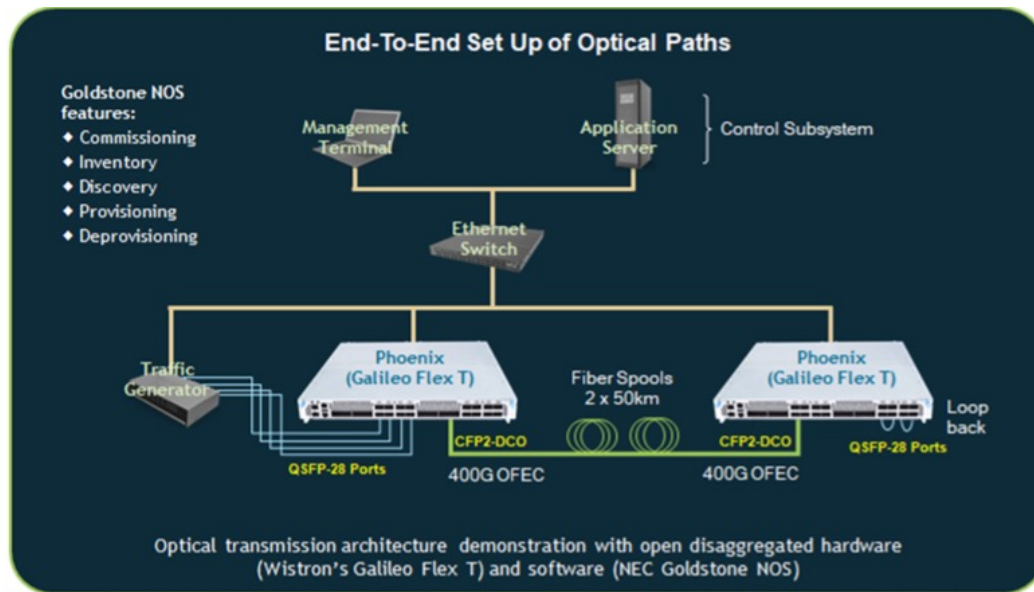 End-To-End Set Up of Optical Paths
Goldstone NOS
features:
◆ Commissioning
◆ Inventory
◆ Discovery
◆ Provisioning
◆ Deprovisioning
Management
Terminal
Application
Server
Control Subsystem
Ethernet
Switch
Traffic
Generator
Phoenix
(Galileo Flex T)
Fiber Spools
2 x 50km
Phoenix
(Galileo Flex T)
Loop
back
QSFP-28 Ports
CFP2-DCO
400G OFEC
CFP2-DCO
400G OFEC
QSFP-28 Ports
Optical transmission architecture demonstration with open disaggregated hardware
(Wistron's Galileo Flex T) and software (NEC Goldstone NOS)